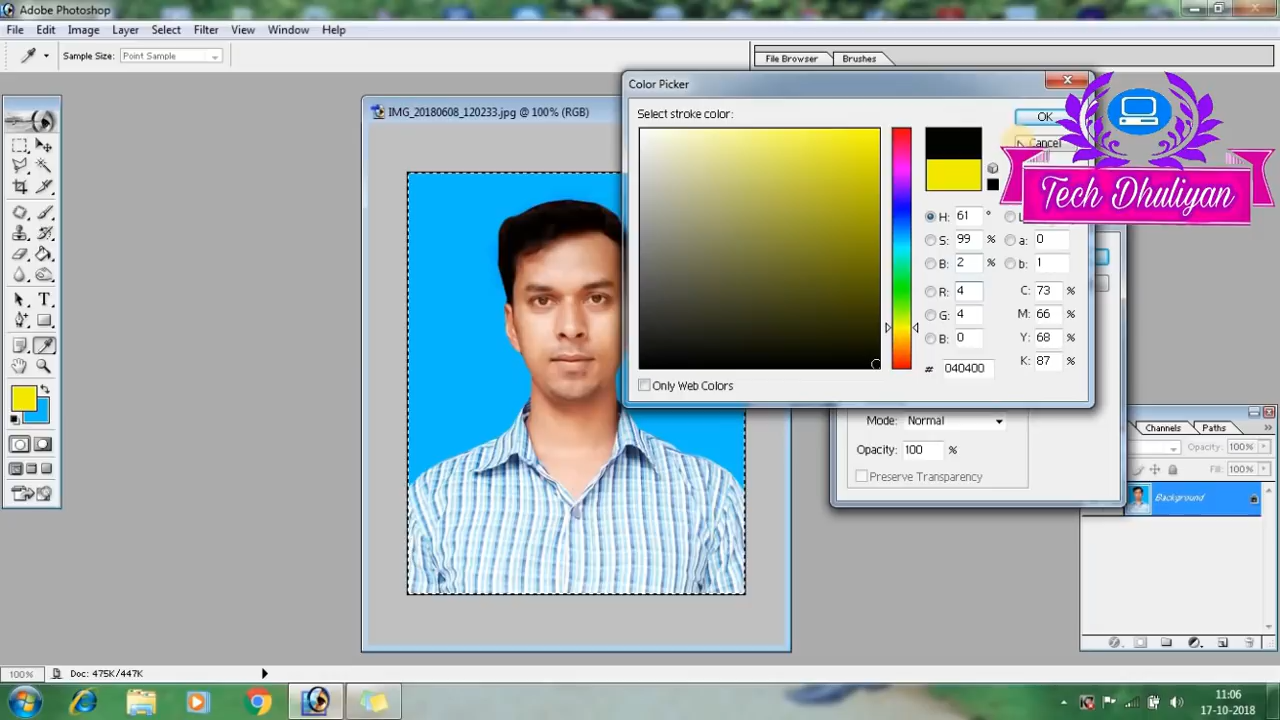 Adobe Photoshop
File Edit Image Layer Select Filter View Window Help
Sample Size: Point Sample
File Browser Brushes
Color Picker
IMG_20180608_120233.jpg @ 100% (RGB)
Select stroke color:
OK
Cancel
Tech Dhuliyan
H: 61 °
S: 99 % a: 0
B: 2 % b: 1
R: 4 C: 73 %
G: 4 M: 66 %
B: 0 Y: 68 %
# 040400 K: 87 %
Only Web Colors
Mode: Normal
Opacity: 100 %
Preserve Transparency
Channels Paths
Opacity: 100%
Fill: 100%
Background
100% Doc: 475K/447K
11:06
17-10-2018